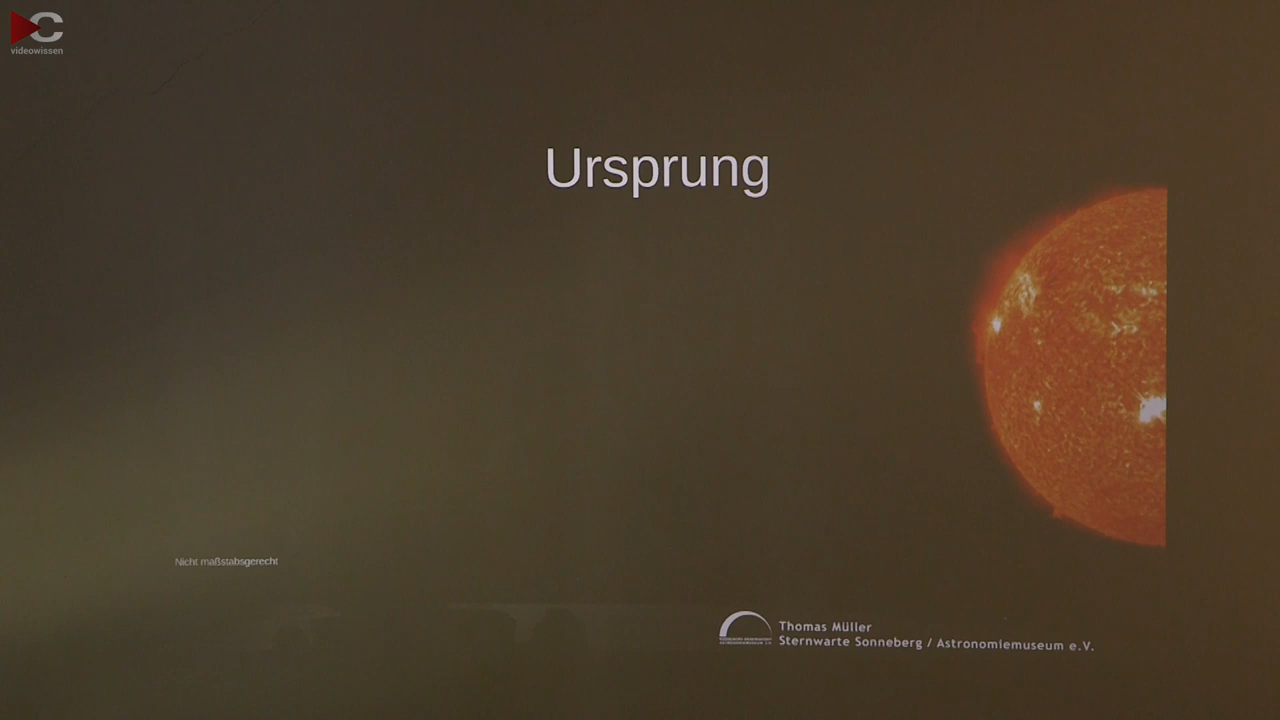 C
videowissen
Ursprung
Nicht maßstabsgerecht
Thomas Müller
Sternwarte Sonneberg / Astronomiemuseum e.V.